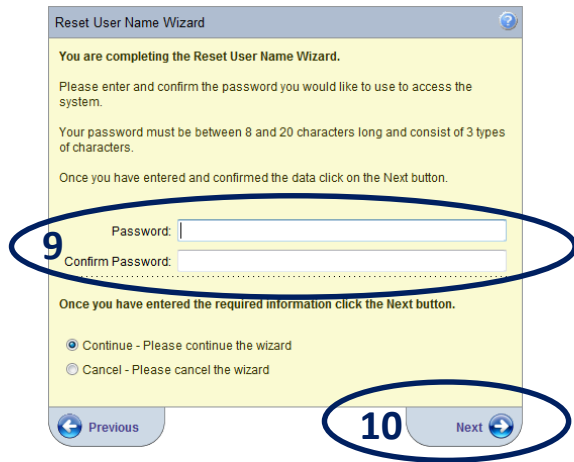 Reset User Name Wizard
You are completing the Reset User Name Wizard.
Please enter and confirm the password you would like to use to access the
system.
Your password must be between 8 and 20 characters long and consist of 3 types
of characters.
Once you have entered and confirmed the data click on the Next button.
9
Password:
Confirm Password:
Once you have entered the required information click the Next button.
Continue - Please continue the wizard
Cancel - Please cancel the wizard
Previous
10
Next